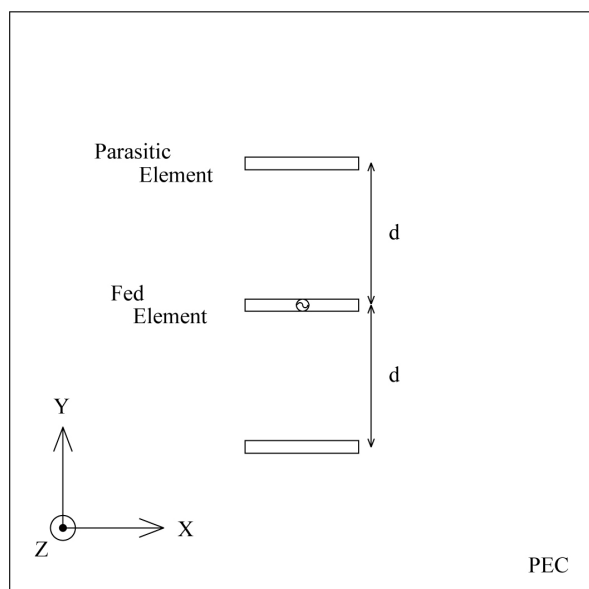 Parasitic
Element
d
Fed
Element
d
Y
X
Z
PEC